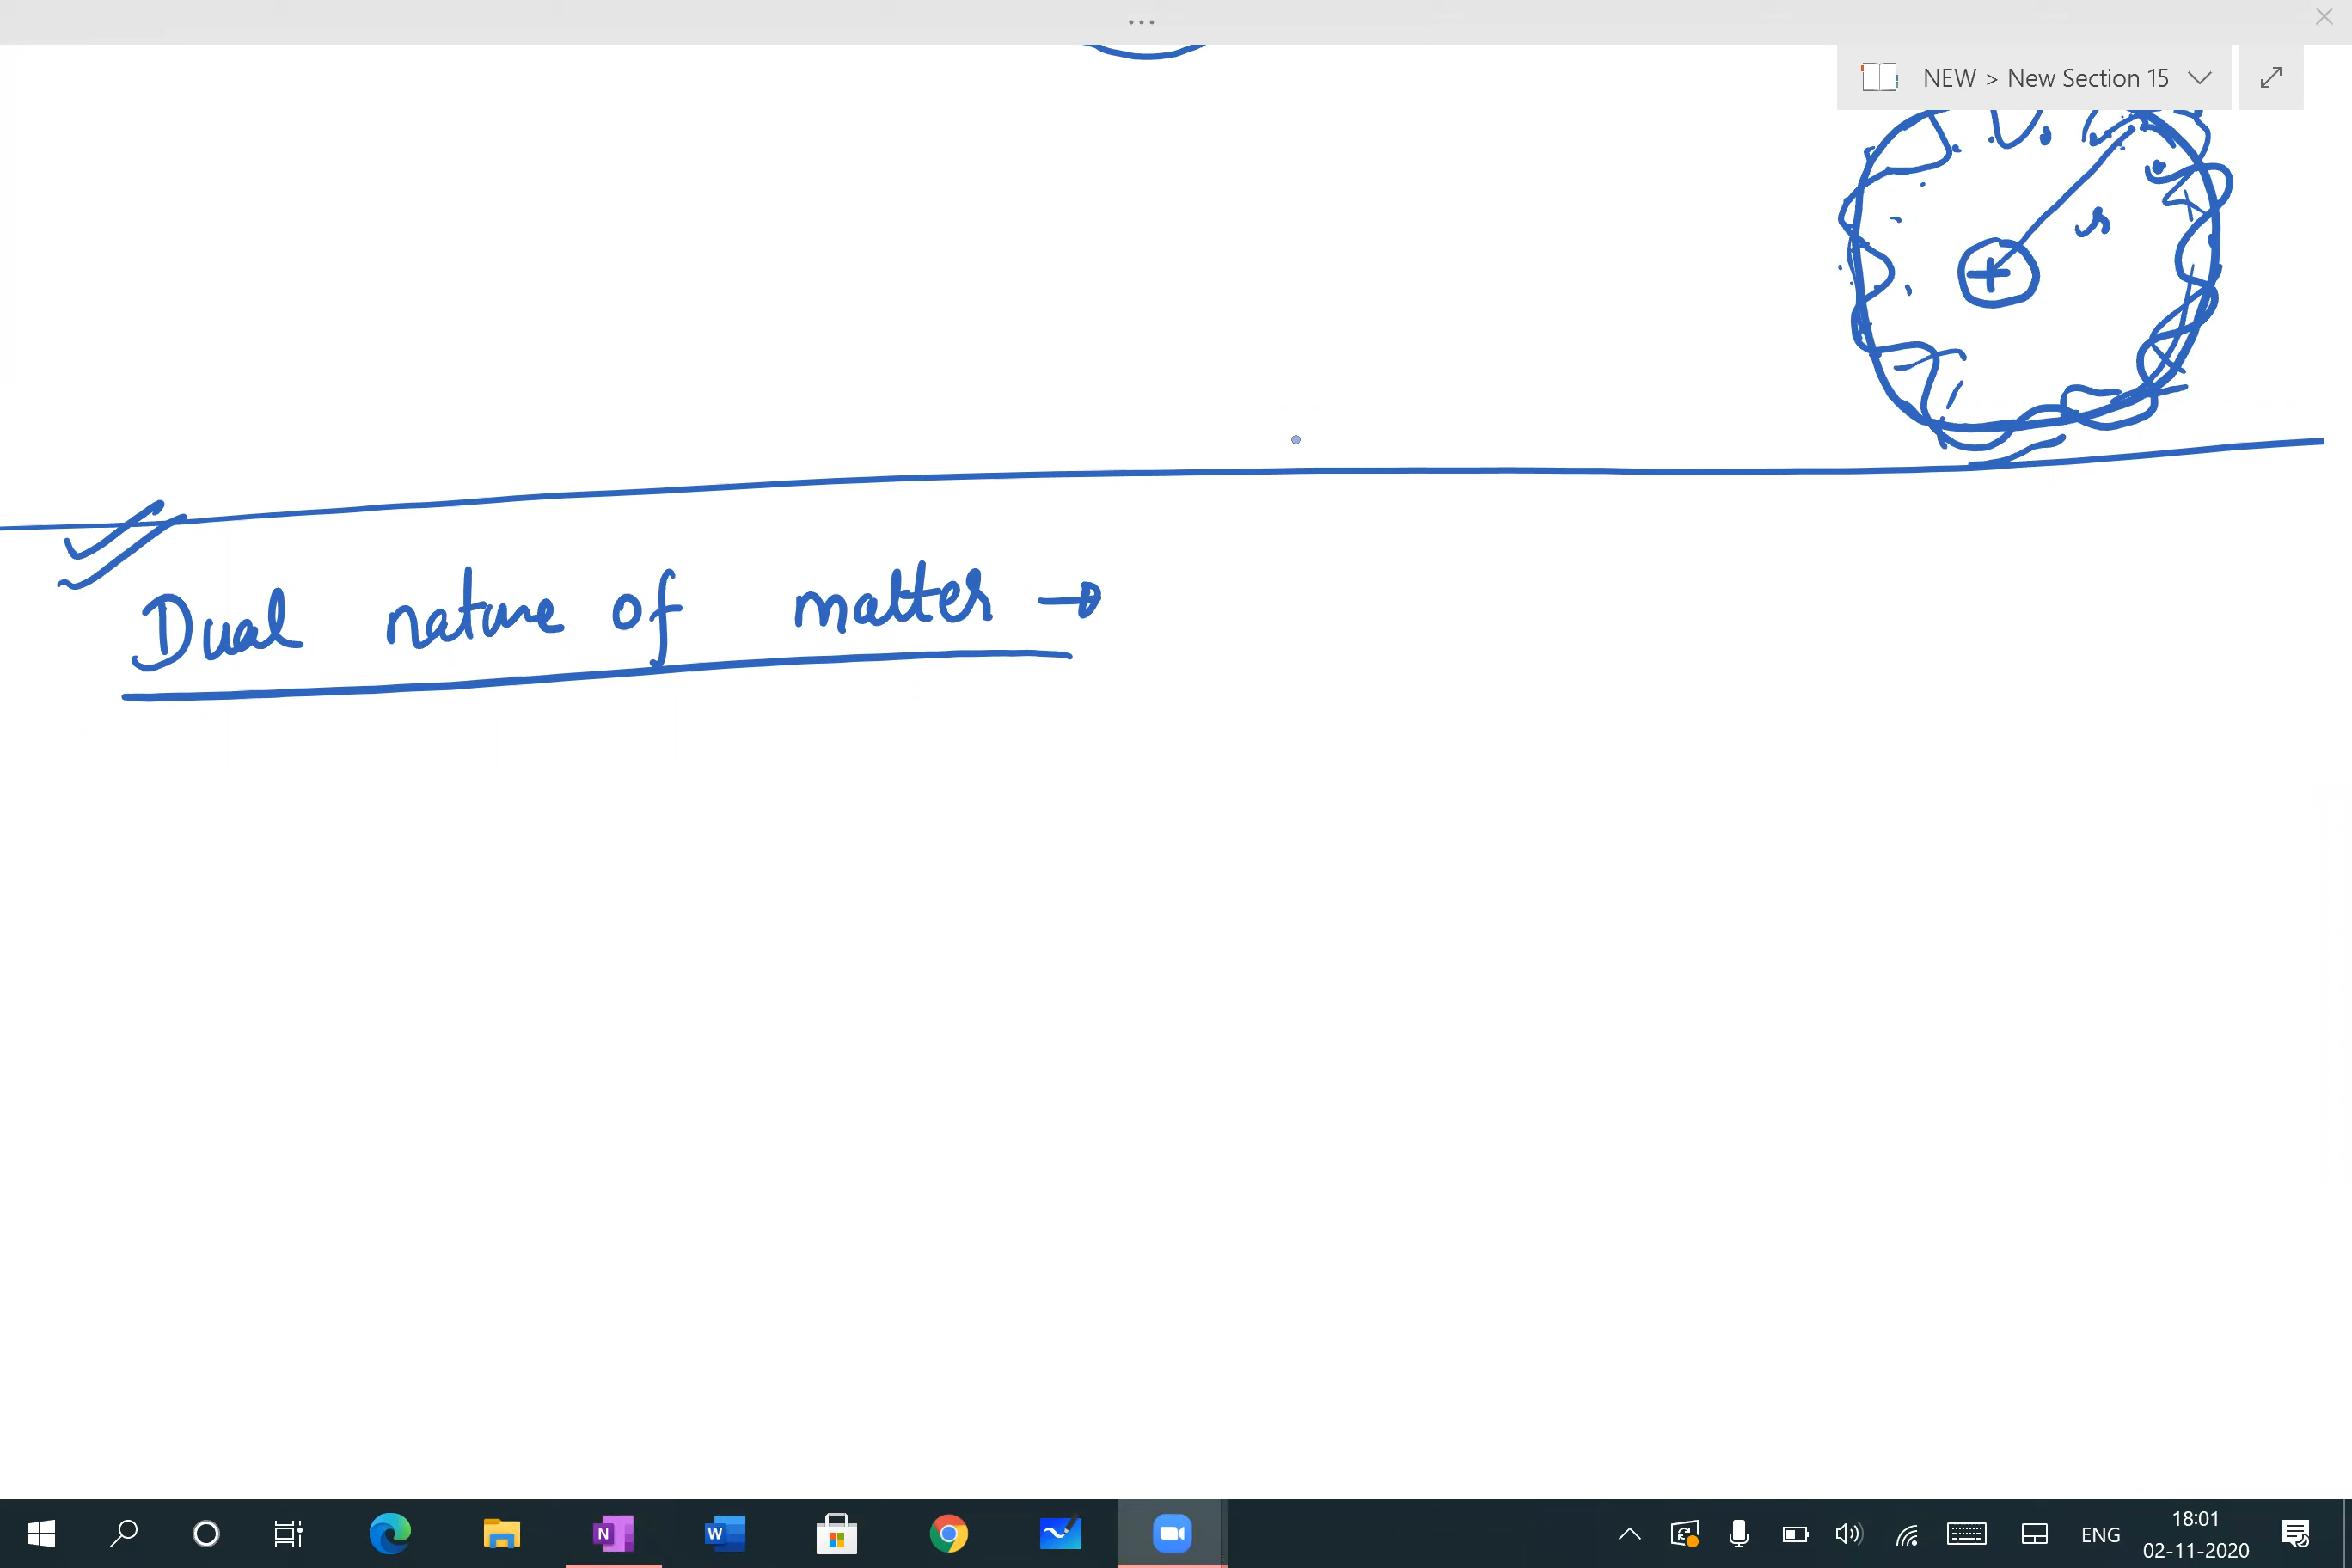 NEW > New Section 15
r
+
Dual nature of matter →
ENG
18:01
02-11-2020